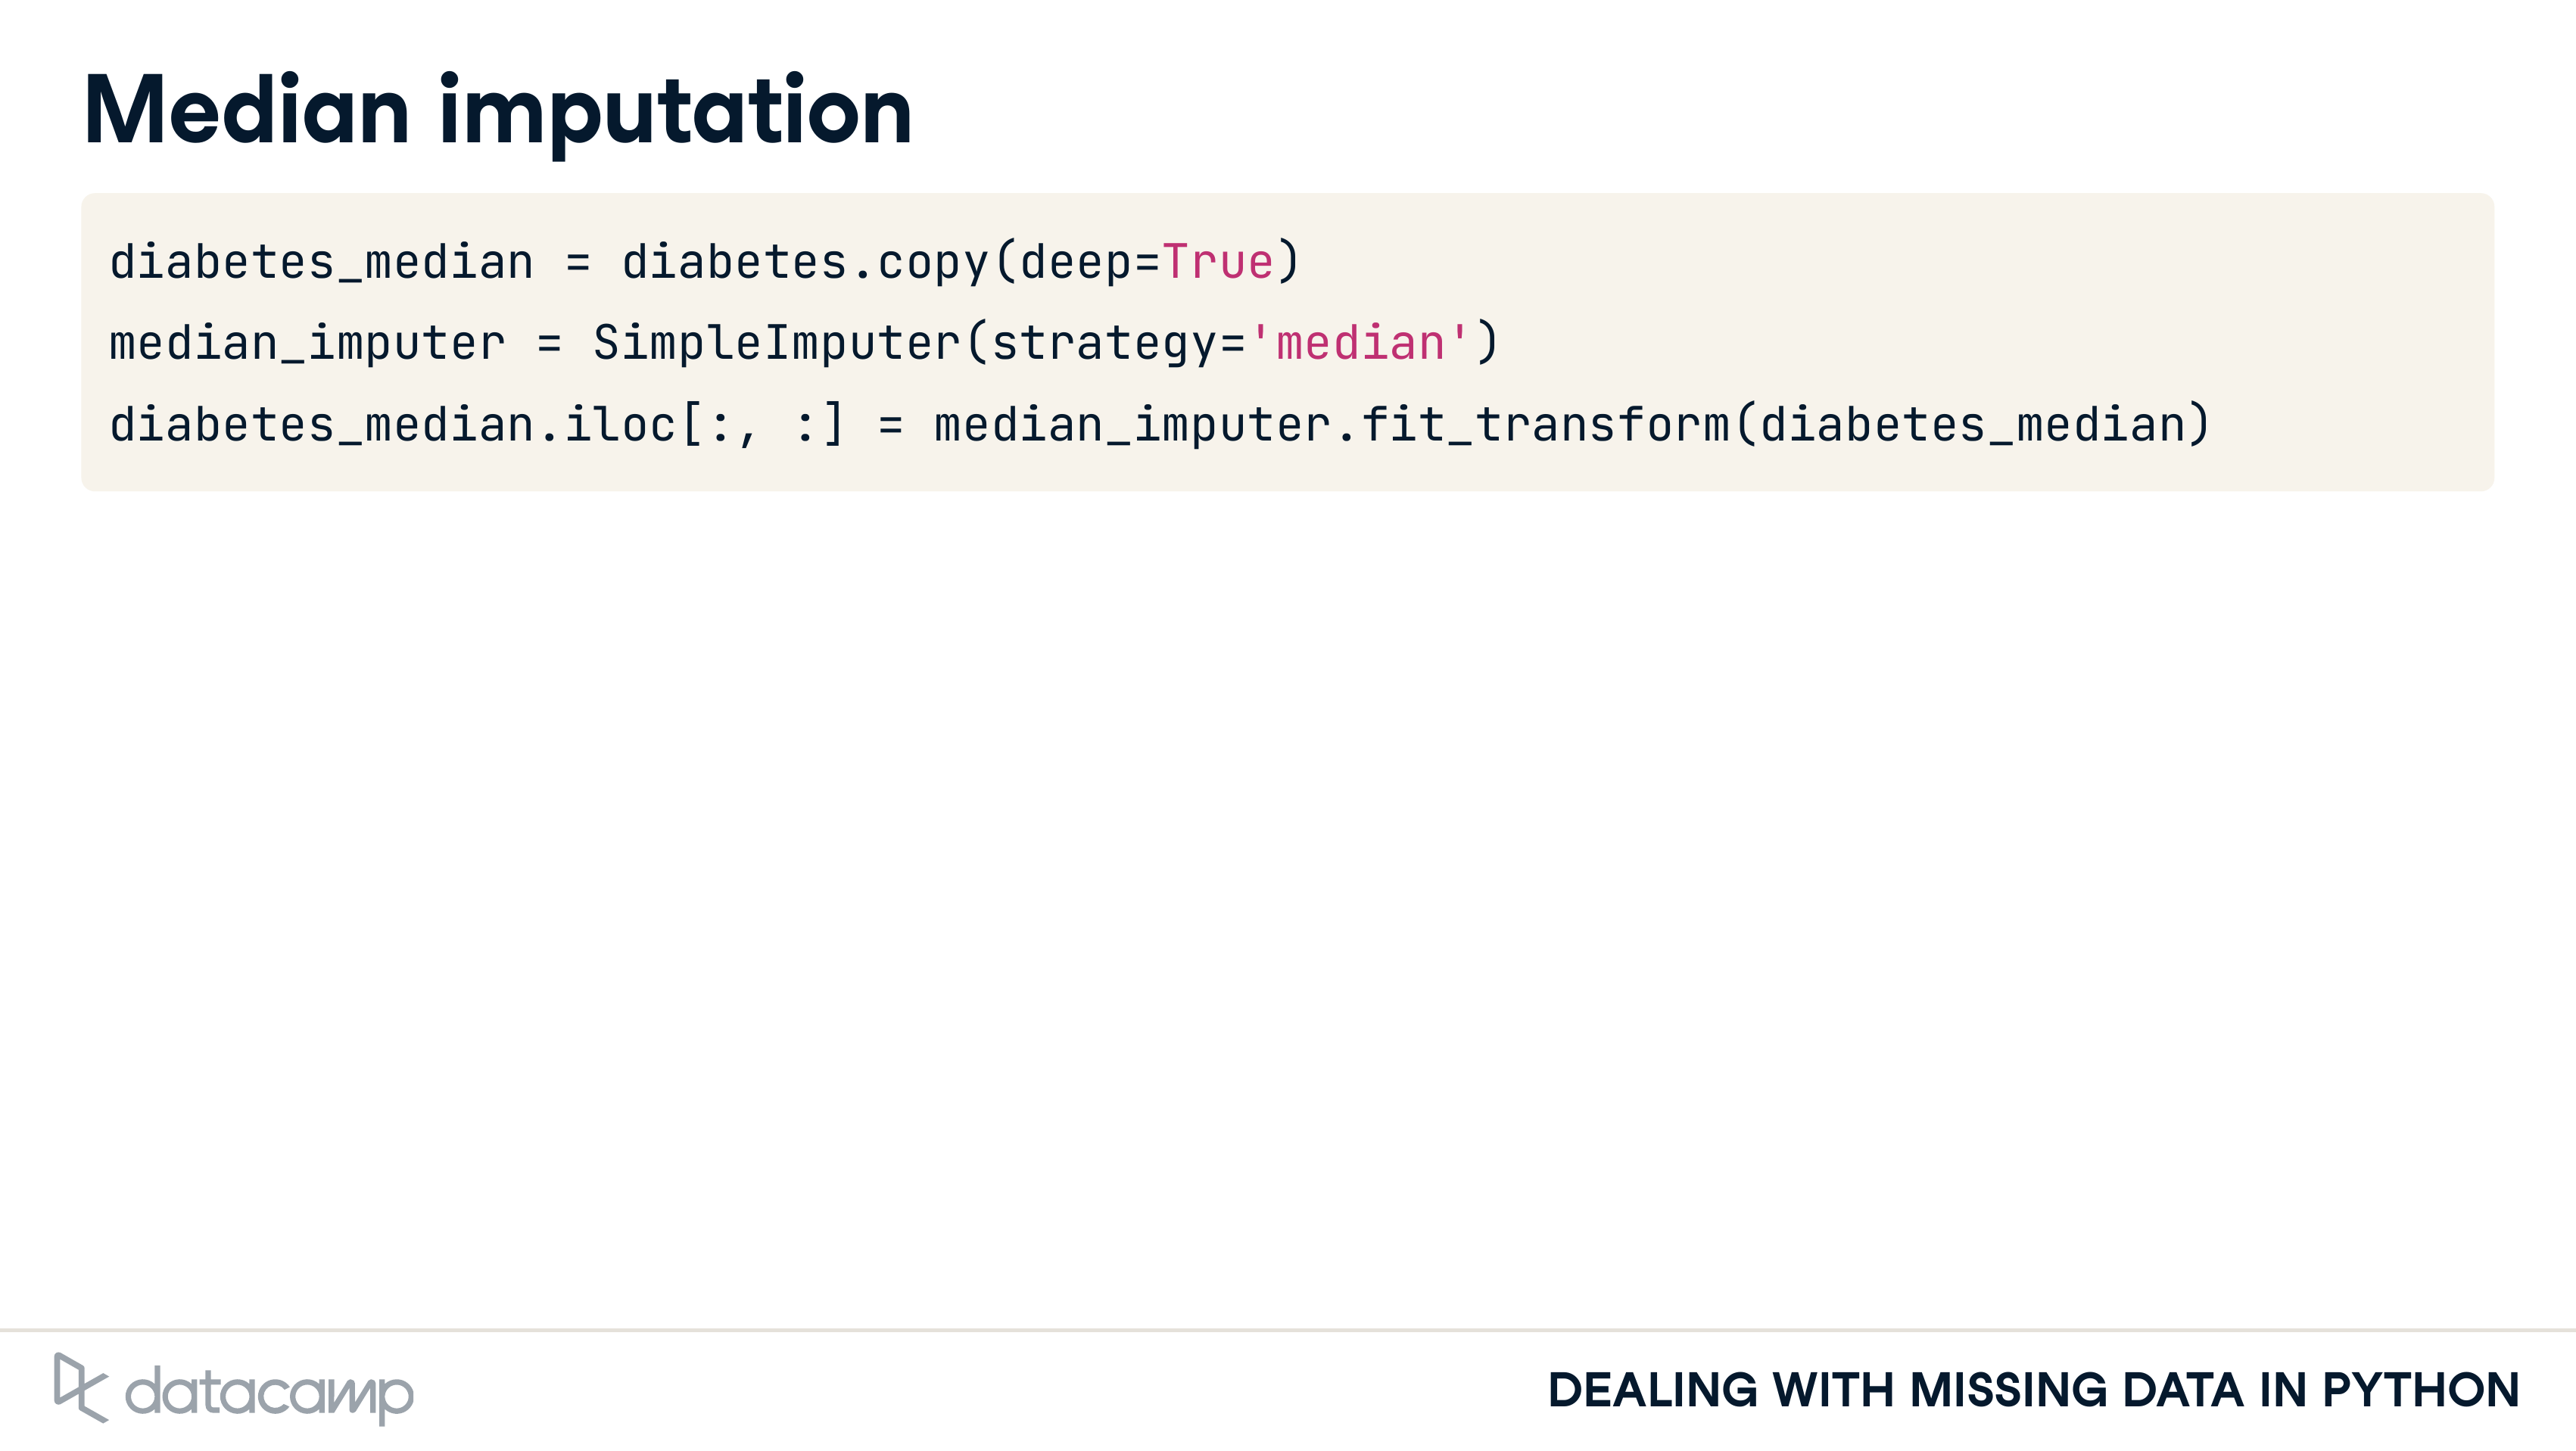 Median imputation
diabetes_median = diabetes.copy(deep=True)
median_imputer = SimpleImputer(strategy='median')
diabetes_median.iloc[:, :] = median_imputer.fit_transform(diabetes_median)
datacamp
DEALING WITH MISSING DATA IN PYTHON